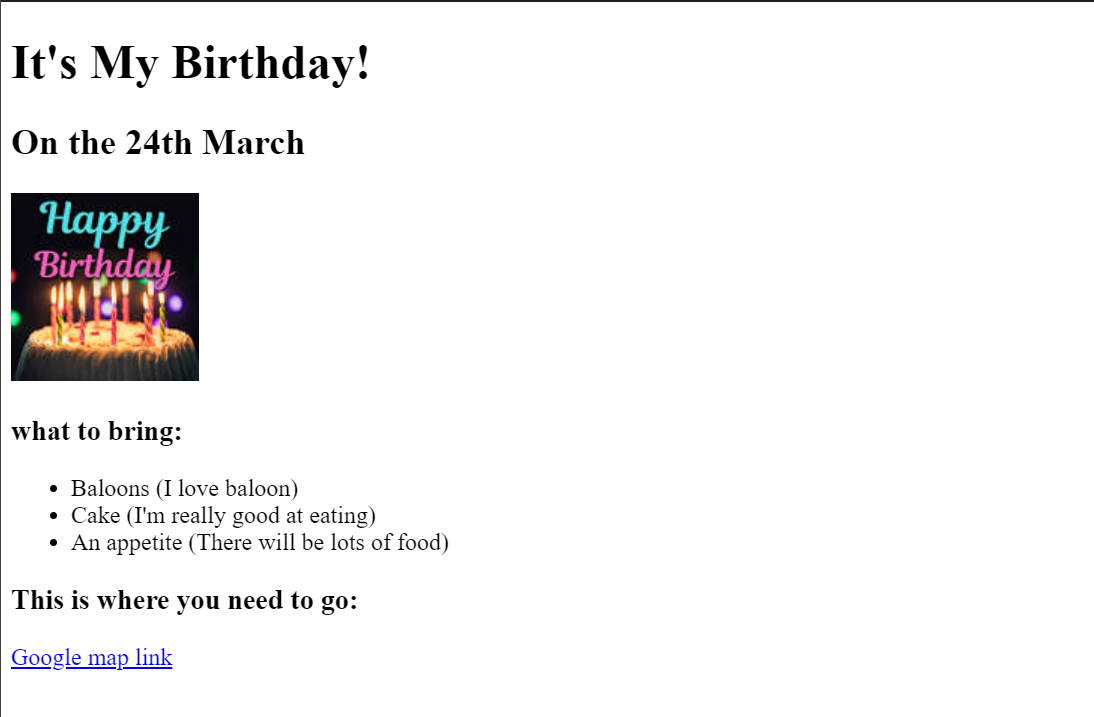 It's My Birthday!
On the 24th March
Happy
Birthday
what to bring:
Baloons (I love baloon)
Cake (I'm really good at eating)
An appetite (There will be lots of food)
This is where you need to go:
Google map link